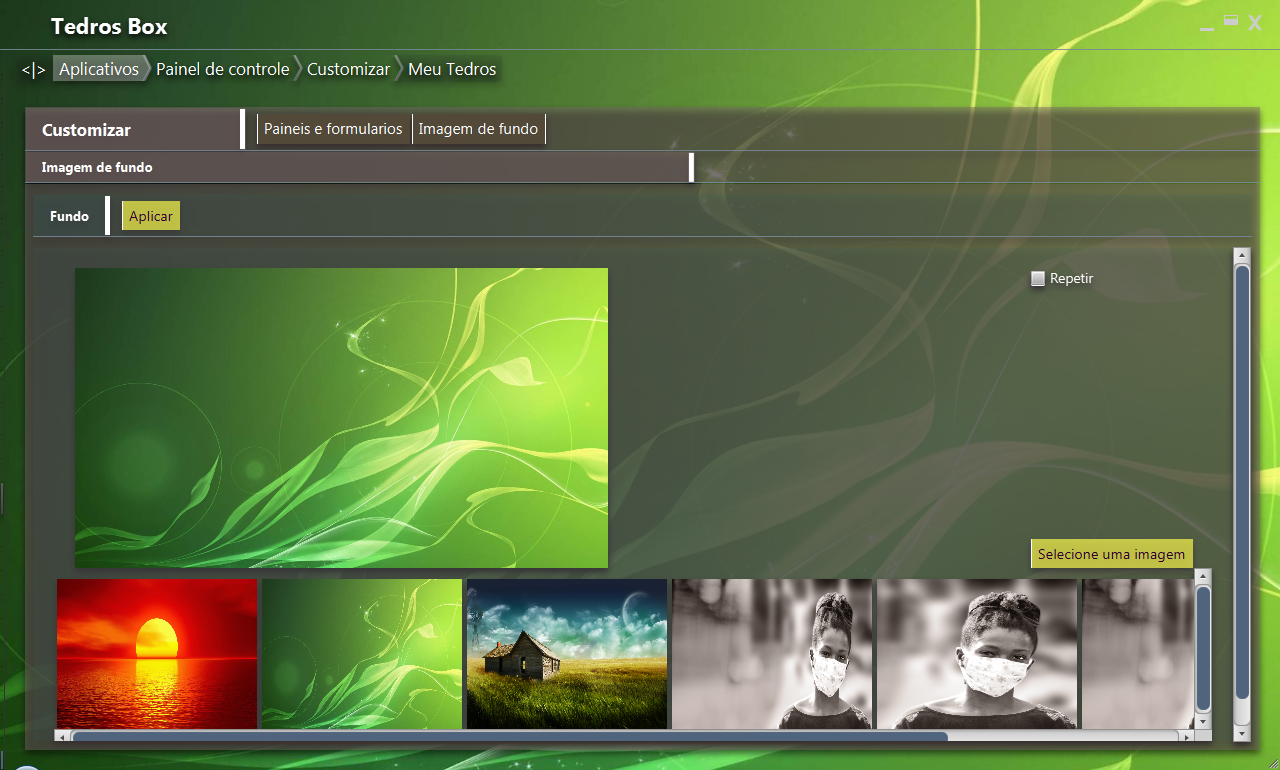 Tedros Box
<|> Aplicativos Painel de controle Customizar Meu Tedros
Customizar Paineis e formularios Imagem de fundo
Imagem de fundo
Fundo Aplicar
Repetir
Selecione uma imagem